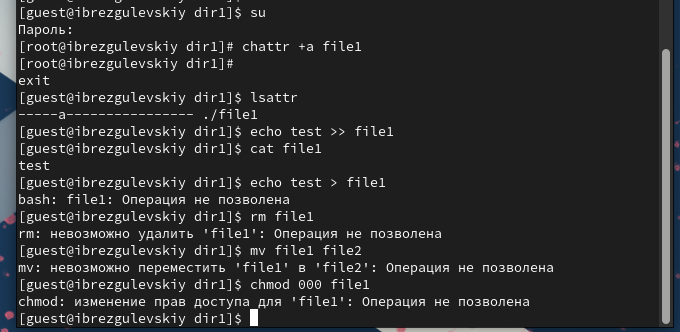 [guest@ibrezgulevskiy dir1]$ su
Пароль:
[root@ibrezgulevskiy dir1]# chattr +a file1
[root@ibrezgulevskiy dir1]#
exit
[guest@ibrezgulevskiy dir1]$ lsattr
-----a---------------- ./file1
[guest@ibrezgulevskiy dir1]$ echo test >> file1
[guest@ibrezgulevskiy dir1]$ cat file1
test
[guest@ibrezgulevskiy dir1]$ echo test > file1
bash: file1: Операция не позволена
[guest@ibrezgulevskiy dir1]$ rm file1
rm: невозможно удалить 'file1': Операция не позволена
[guest@ibrezgulevskiy dir1]$ mv file1 file2
mv: невозможно переместить 'file1' в 'file2': Операция не позволена
[guest@ibrezgulevskiy dir1]$ chmod 000 file1
chmod: изменение прав доступа для 'file1': Операция не позволена
[guest@ibrezgulevskiy dir1]$